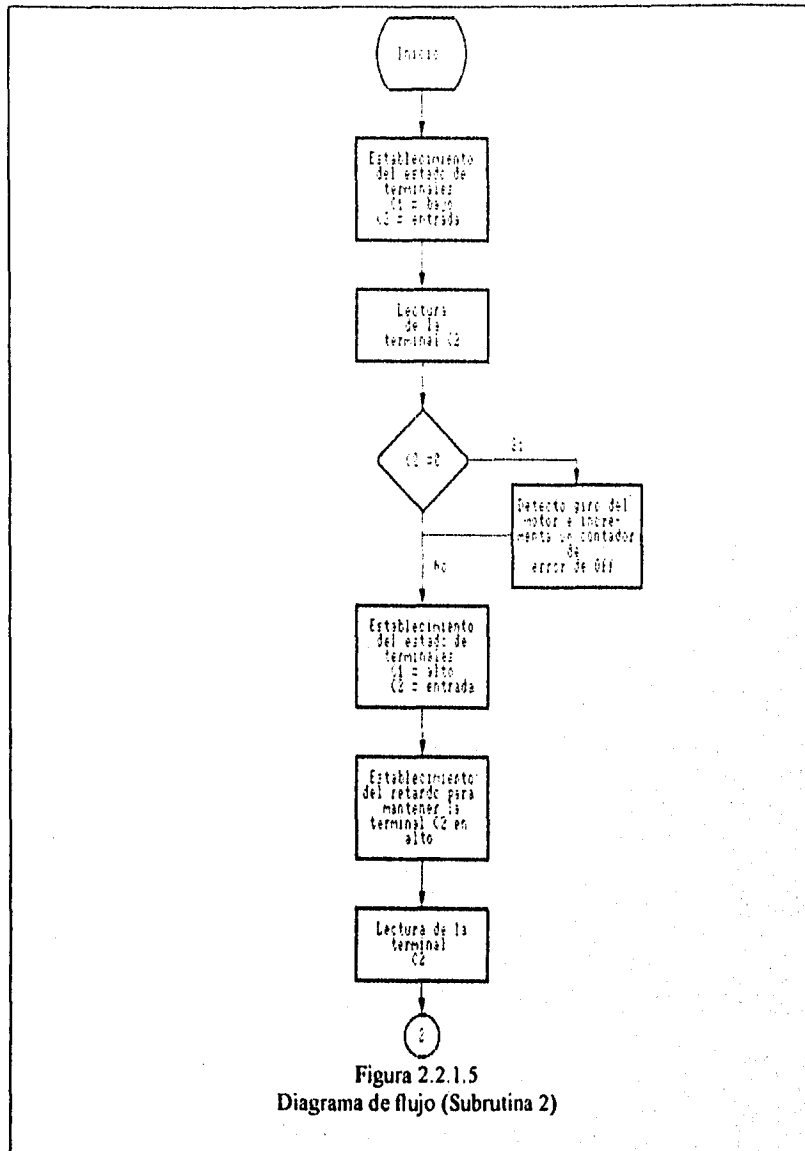 Inicio
Establecimiento
del estado de
terminales
C1 = bajo
C2 = entrada
Lectura
de la
terminal C2
C2 =0
Si
Detecto giro del
motor e incre-
menta un contador
de
error de Off
No
Establecimiento
del estado de
terminales
C1 = alto
C2 = entrada
Establecimiento
del retardo para
mantener la
terminal C2 en
alto
Lectura de la
terminal
C2
2
Figura 2.2.1.5
Diagrama de flujo (Subrutina 2)